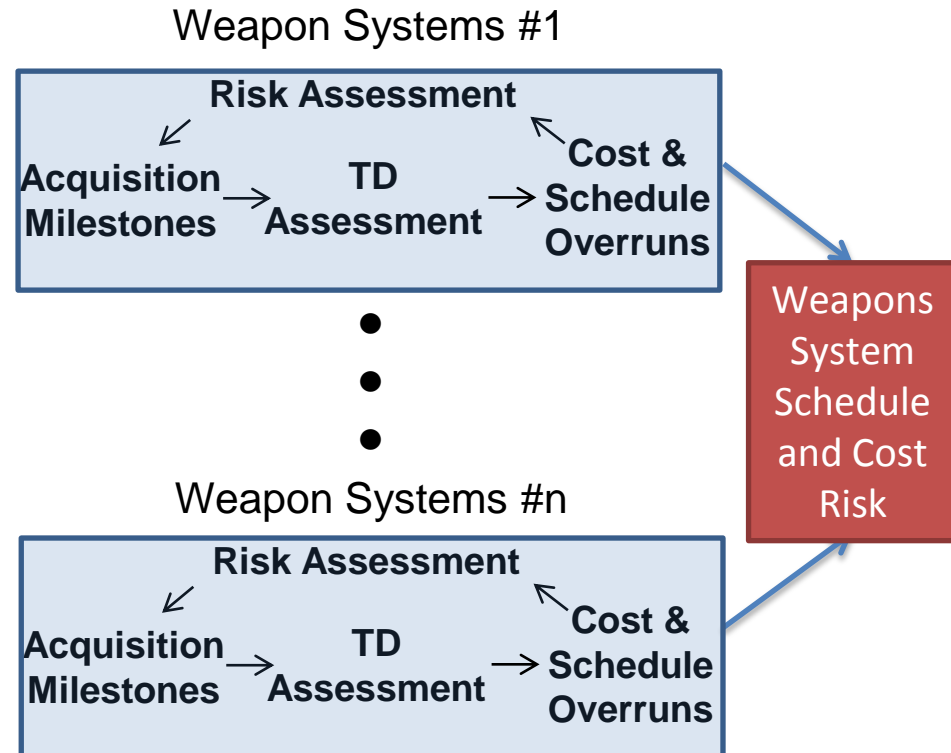 Weapon Systems #1
Risk Assessment
Acquisition
Milestones
TD
Assessment
Cost &
Schedule
Overruns
Weapons
System
Schedule
and Cost
Risk
Weapon Systems #n
Risk Assessment
Acquisition
Milestones
TD
Assessment
Cost &
Schedule
Overruns